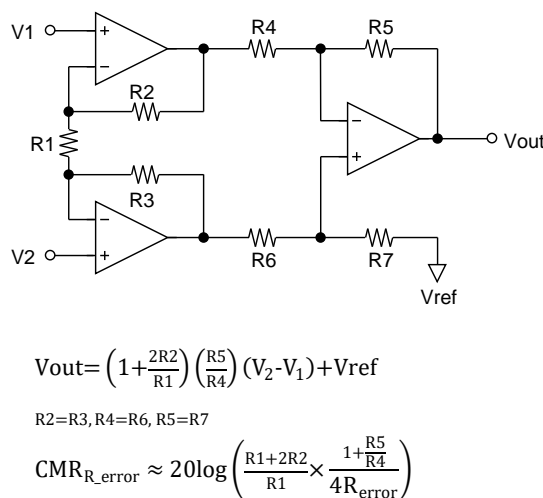 V1
R4
R5
R2
R1
Vout
R3
V2
R6
R7
Vref
Vout= (1+2R2/R1) (R5/R4) (V₂-V₁)+Vref
R2=R3, R4=R6, R5=R7
CMR_R_error ≈ 20log (R1+2R2/R1 × 1+R5/R4/4R_error)